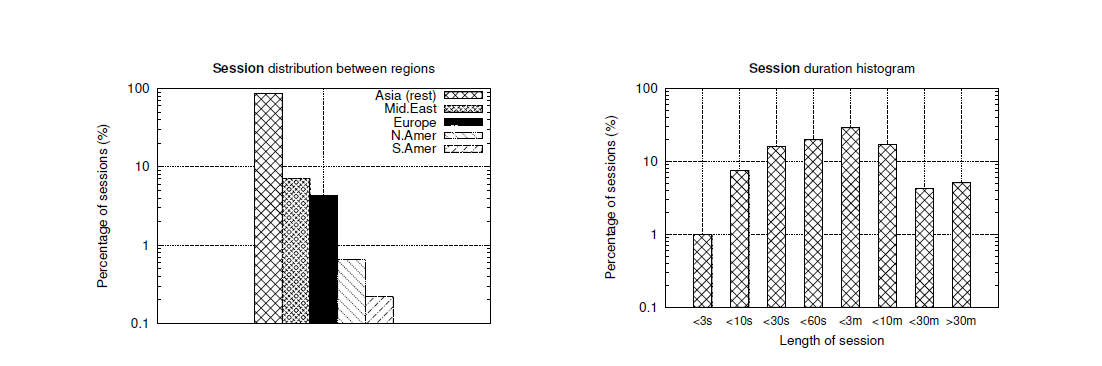 Session distribution between regions
Percentage of sessions (%)
100
10
1
0.1
Asia (rest)
Mid.East
Europe
N.Amer
S.Amer
Session duration histogram
Percentage of sessions (%)
100
10
1
0.1
<3s <10s <30s <60s <3m <10m <30m >30m
Length of session